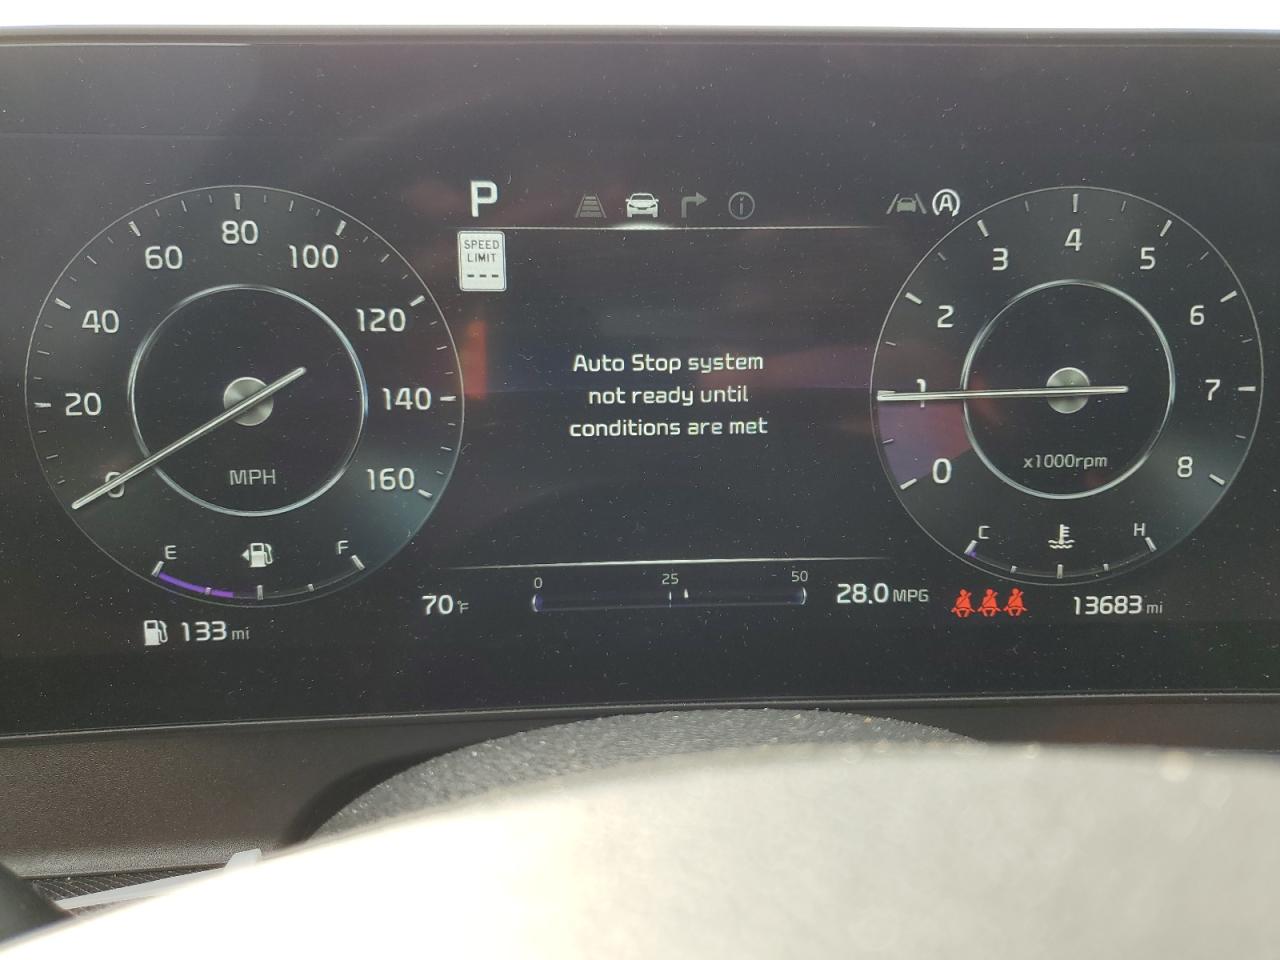 P
SPEED
LIMIT
---
Auto Stop system
not ready until
conditions are met
0
20
40
60
80
100
120
140
160
MPH
E
F
133 mi
70°F
0
25
50
28.0 MPG
A
0
1
2
3
4
5
6
7
8
x1000rpm
C
H
13683 mi